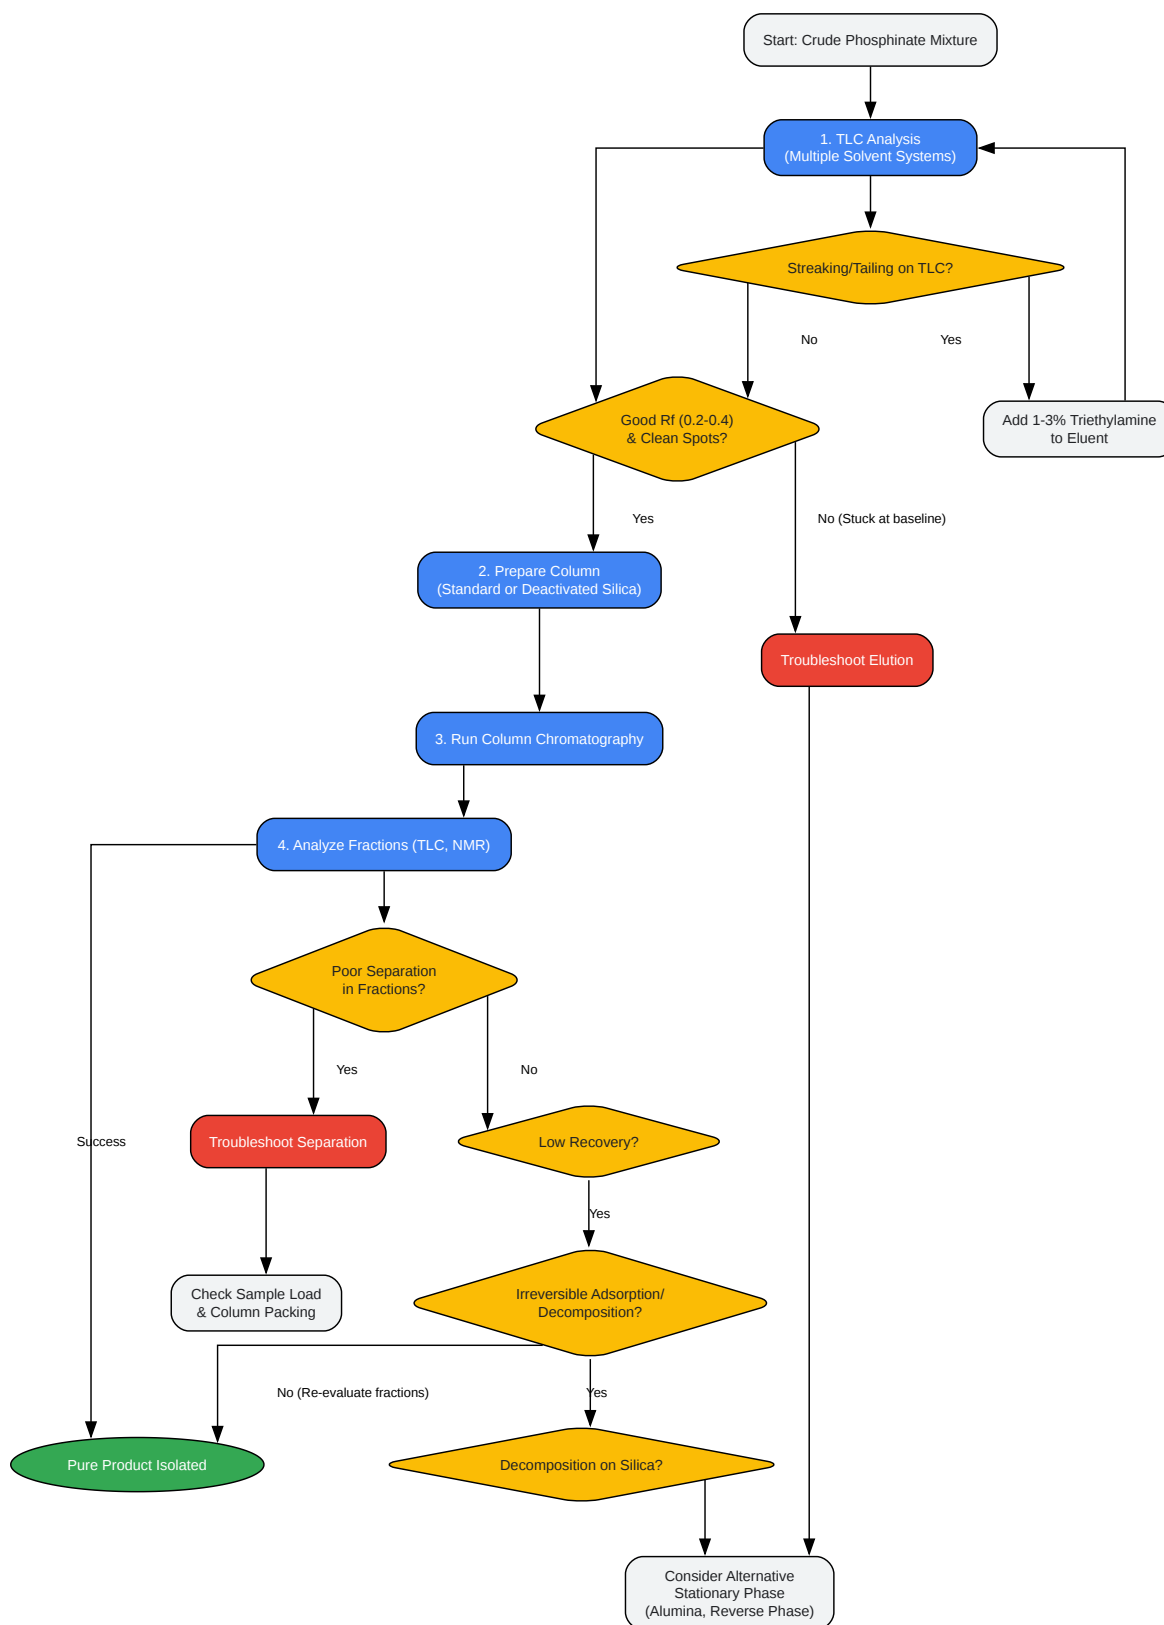 Start: Crude Phosphinate Mixture
1. TLC Analysis
(Multiple Solvent Systems)
Streaking/Tailing on TLC?
No
Yes
Good Rf (0.2-0.4)
& Clean Spots?
Add 1-3% Triethylamine
to Eluent
Yes
No (Stuck at baseline)
2. Prepare Column
(Standard or Deactivated Silica)
Troubleshoot Elution
3. Run Column Chromatography
4. Analyze Fractions (TLC, NMR)
Poor Separation
in Fractions?
Yes
No
Success
Troubleshoot Separation
Low Recovery?
Yes
Check Sample Load
& Column Packing
Irreversible Adsorption/
Decomposition?
No (Re-evaluate fractions)
Yes
Pure Product Isolated
Decomposition on Silica?
Consider Alternative
Stationary Phase
(Alumina, Reverse Phase)